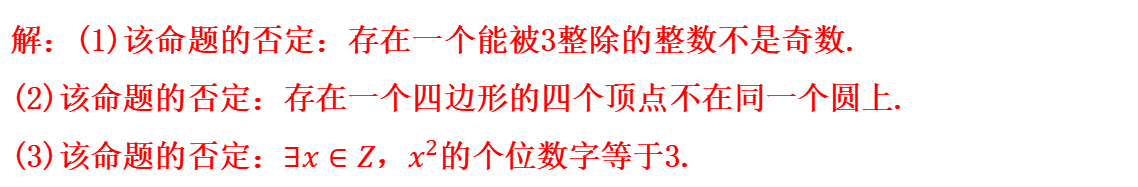 解：(1)该命题的否定：存在一个能被3整除的整数不是奇数.
(2)该命题的否定：存在一个四边形的四个顶点不在同一个圆上.
(3)该命题的否定：∃x ∈ Z，x²的个位数字等于3.